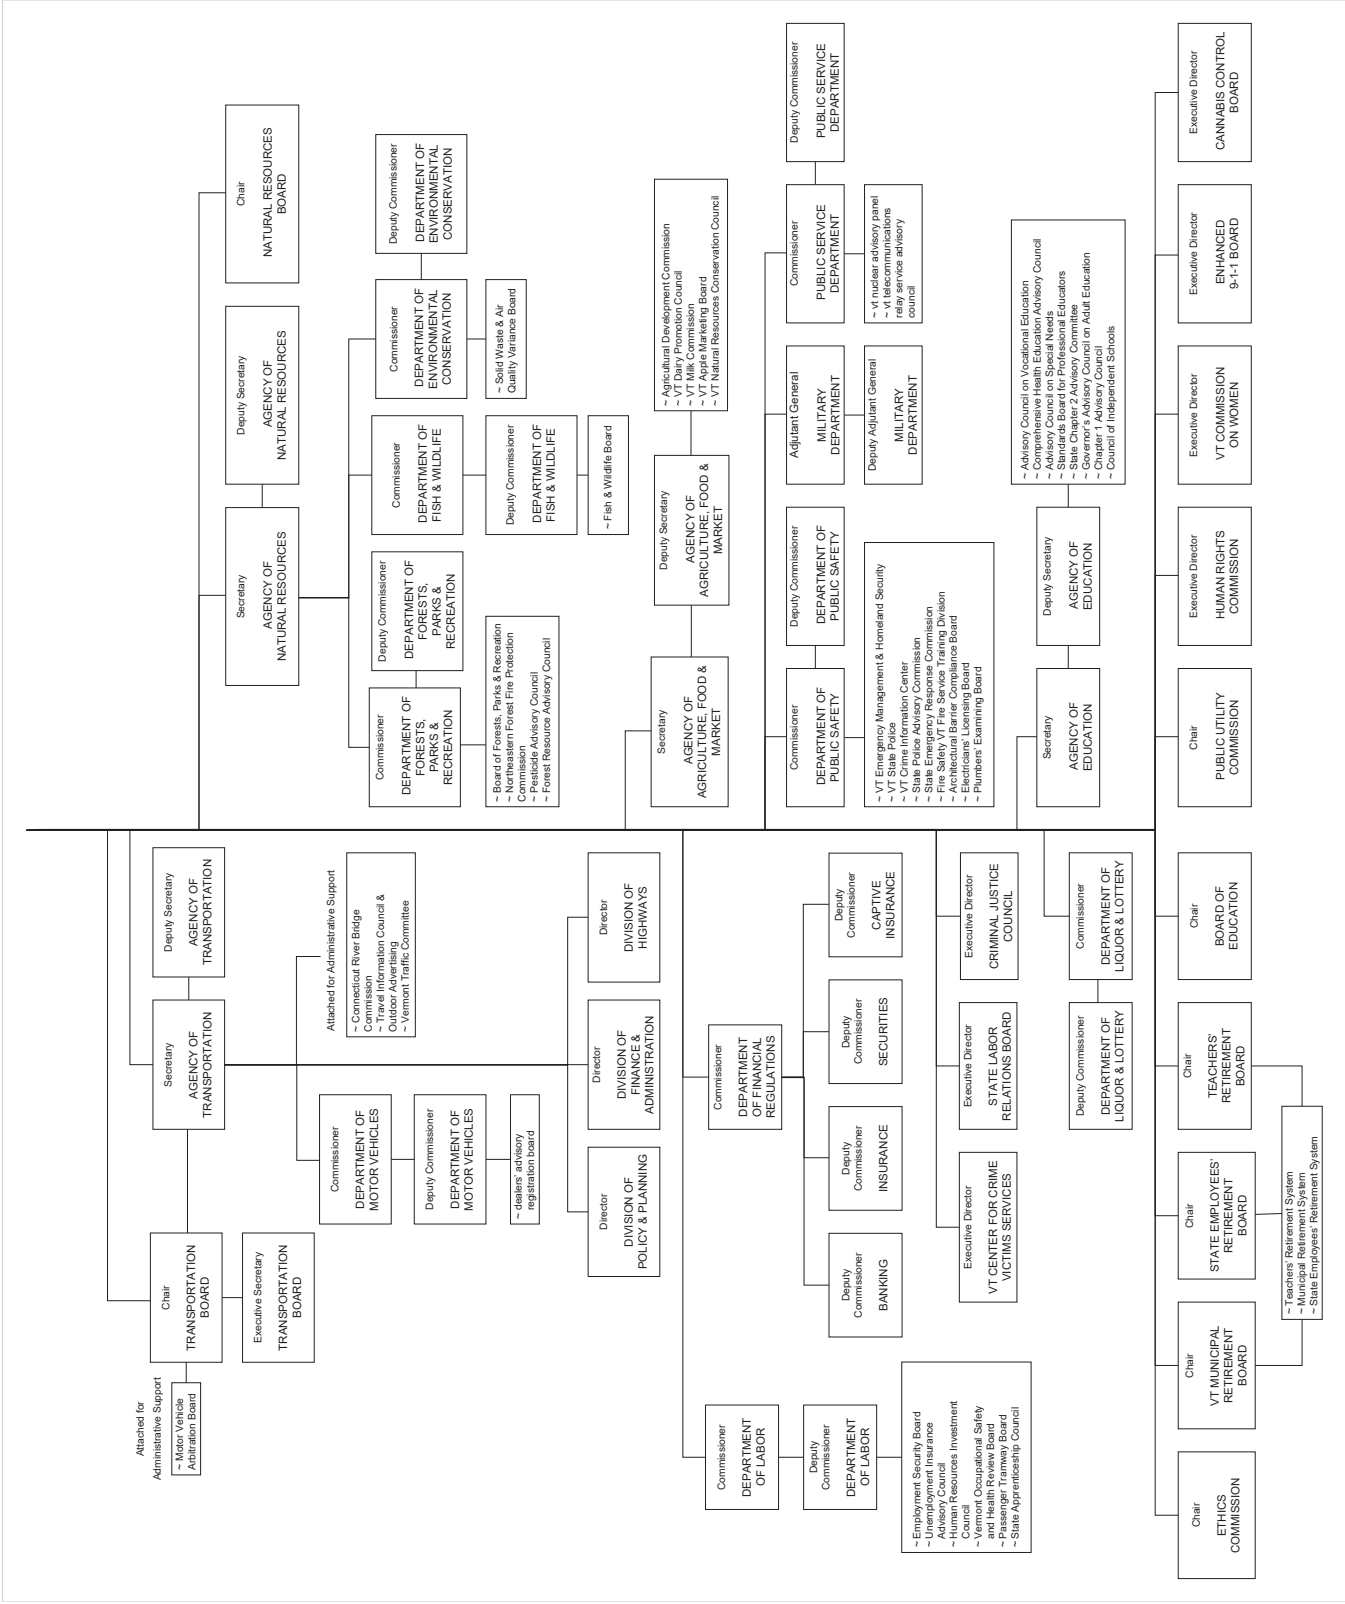 Attached for
Administrative Support
~ Motor Vehicle
Arbitration Board
Chair
TRANSPORTATION
BOARD
Executive Secretary
TRANSPORTATION
BOARD
Secretary
AGENCY OF
TRANSPORTATION
Deputy Secretary
AGENCY OF
TRANSPORTATION
Commissioner
DEPARTMENT OF
MOTOR VEHICLES
Deputy Commissioner
DEPARTMENT OF
MOTOR VEHICLES
~ dealers' advisory
registration board
Attached for Administrative Support
~ Connecticut River Bridge
Commission
~ Travel Information Council &
Outdoor Advertising
~ Vermont Traffic Committee
Director
DIVISION OF
POLICY & PLANNING
Director
DIVISION OF
FINANCE &
ADMINISTRATION
Director
DIVISION OF
HIGHWAYS
Secretary
AGENCY OF
NATURAL RESOURCES
Deputy Secretary
AGENCY OF
NATURAL RESOURCES
Chair
NATURAL RESOURCES
BOARD
Commissioner
DEPARTMENT OF
FORESTS,
PARKS &
RECREATION
Deputy Commissioner
DEPARTMENT OF
FORESTS,
PARKS &
RECREATION
~ Board of Forests, Parks & Recreation
~ Northeastern Forest Fire Protection
Commission
~ Pesticide Advisory Council
~ Forest Resource Advisory Council
Commissioner
DEPARTMENT OF
FISH & WILDLIFE
Deputy Commissioner
DEPARTMENT OF
FISH & WILDLIFE
~ Fish & Wildlife Board
Commissioner
DEPARTMENT OF
ENVIRONMENTAL
CONSERVATION
Deputy Commissioner
DEPARTMENT OF
ENVIRONMENTAL
CONSERVATION
~ Solid Waste & Air
Quality Variance Board
Secretary
AGENCY OF
AGRICULTURE, FOOD &
MARKET
Deputy Secretary
AGENCY OF
AGRICULTURE, FOOD &
MARKET
~ Agricultural Development Commission
~ VT Dairy Promotion Council
~ VT Milk Commission
~ VT Apple Marketing Board
~ VT Natural Resources Conservation Council
Commissioner
DEPARTMENT
OF LABOR
Deputy
Commissioner
DEPARTMENT
OF LABOR
~ Employment Security Board
~ Unemployment Insurance
Advisory Council
~ Human Resources Investment
Council
~ Vermont Occupational Safety
and Health Review Board
~ Passenger Tramway Board
~ State Apprenticeship Council
Commissioner
DEPARTMENT
OF FINANCIAL
REGULATIONS
Deputy
Commissioner
BANKING
Deputy
Commissioner
INSURANCE
Deputy
Commissioner
SECURITIES
Deputy
Commissioner
CAPTIVE
INSURANCE
Commissioner
DEPARTMENT OF
PUBLIC SAFETY
Deputy Commissioner
DEPARTMENT OF
PUBLIC SAFETY
~ VT Emergency Management & Homeland Security
~ VT State Police
~ VT Crime Information Center
~ State Police Advisory Commission
~ State Emergency Response Commission
~ Fire Safety VT Fire Service Training Division
~ Architectural Barrier Compliance Board
~ Electricians' Licensing Board
~ Plumbers' Examining Board
Adjutant General
MILITARY
DEPARTMENT
Deputy Adjutant General
MILITARY
DEPARTMENT
Commissioner
PUBLIC SERVICE
DEPARTMENT
Deputy Commissioner
PUBLIC SERVICE
DEPARTMENT
~ vt nuclear advisory panel
~ vt telecommunications
relay service advisory
council
Executive Director
VT CENTER FOR CRIME
VICTIMS SERVICES
Executive Director
STATE LABOR
RELATIONS BOARD
Executive Director
CRIMINAL JUSTICE
COUNCIL
Secretary
AGENCY OF
EDUCATION
Deputy Secretary
AGENCY OF
EDUCATION
~ Advisory Council on Vocational Education
~ Comprehensive Health Education Advisory Council
~ Advisory Council on Special Needs
~ Standards Board for Professional Educators
~ State Chapter 2 Advisory Committee
~ Governor's Advisory Council on Adult Education
~ Chapter 1 Advisory Council
~ Council of Independent Schools
Deputy Commissioner
DEPARTMENT OF
LIQUOR & LOTTERY
Commissioner
DEPARTMENT OF
LIQUOR & LOTTERY
Chair
ETHICS
COMMISSION
Chair
VT MUNICIPAL
RETIREMENT
BOARD
Chair
STATE EMPLOYEES'
RETIREMENT
BOARD
Chair
TEACHERS'
RETIREMENT
BOARD
Chair
BOARD OF
EDUCATION
Chair
PUBLIC UTILITY
COMMISSION
Executive Director
HUMAN RIGHTS
COMMISSION
Executive Director
VT COMMISSION
ON WOMEN
Executive Director
ENHANCED
9-1-1 BOARD
Executive Director
CANNABIS CONTROL
BOARD
~ Teachers' Retirement System
~ Municipal Retirement System
~ State Employees' Retirement System